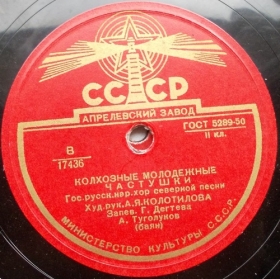 СССР
АПРЕЛЕВСКИЙ ЗАВОД
В
17436
ГОСТ 5289-50
II кл.
КОЛХОЗНЫЕ МОЛОДЕЖНЫЕ
ЧАСТУШКИ
Гос. русск. нар. хор северной песни
Худ. рук. А.Я. КОЛОТИЛОВА
Запев. Г. Дегтева
А. Туголуков
(баян)
МИНИСТЕРСТВО КУЛЬТУРЫ СССР.